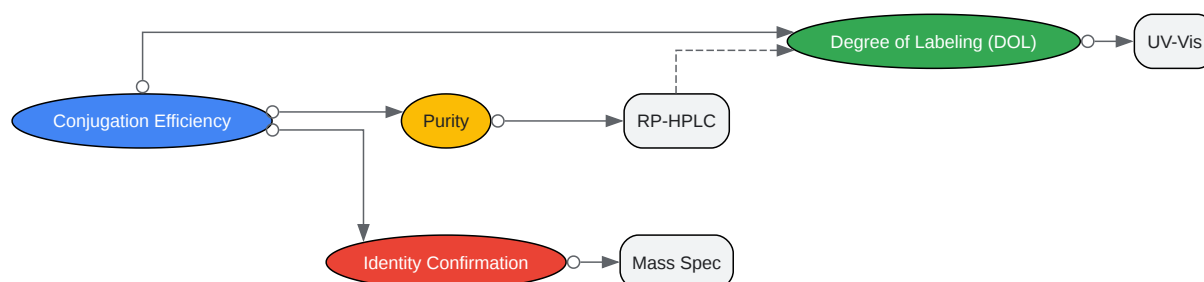 Degree of Labeling (DOL)
UV-Vis
Conjugation Efficiency
Purity
RP-HPLC
Identity Confirmation
Mass Spec